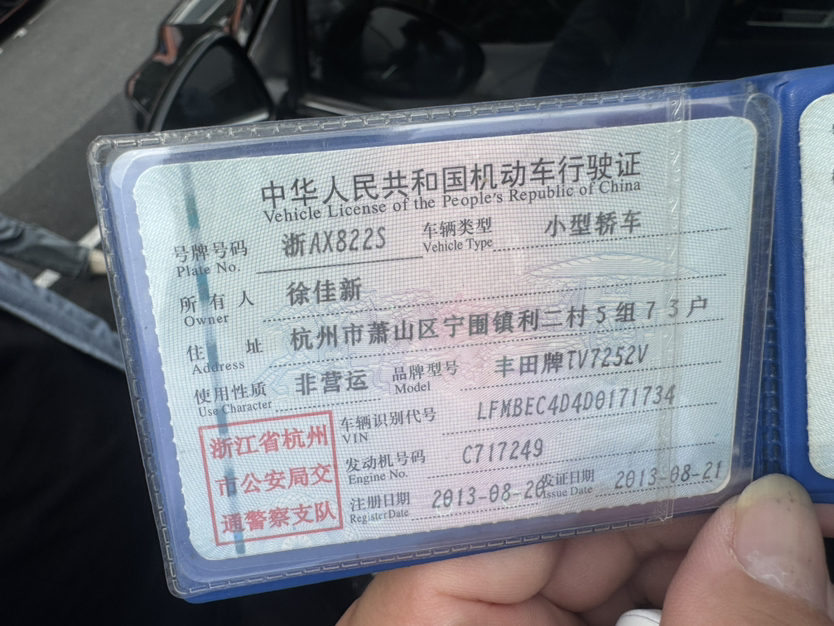 中华人民共和国机动车行驶证
Vehicle License of the People's Republic of China
号牌号码 浙AX822S 车辆类型 小型轿车
Plate No. Vehicle Type
所有人 徐佳新
Owner
住址 杭州市萧山区宁围镇利二村5组73户
Address
使用性质 非营运 品牌型号 丰田牌TV7252V
Use Character Model
车辆识别代号 LFMBEC4D4D0171734
VIN
发动机号码 C717249
Engine No.
注册日期 2013-08-20 发证日期 2013-08-21
Register Date Issue Date
浙江省杭州
市公安局交
通警察支队